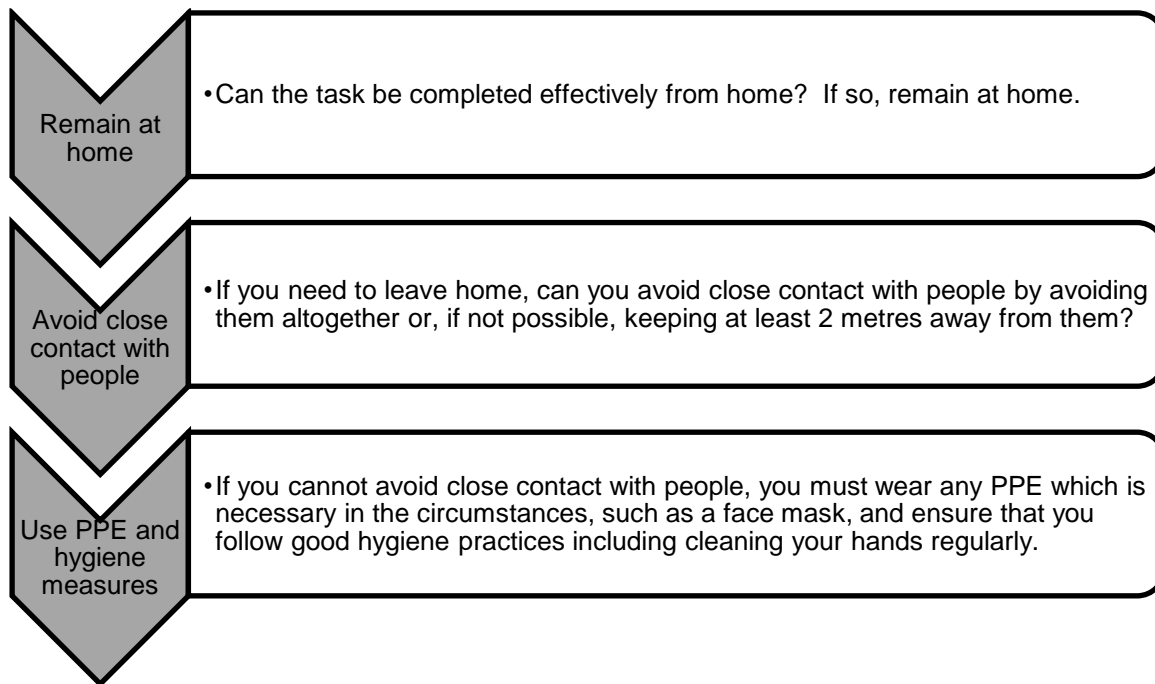 Remain at
home
•Can the task be completed effectively from home?  If so, remain at home.
Avoid close
contact with
people
•If you need to leave home, can you avoid close contact with people by avoiding
them altogether or, if not possible, keeping at least 2 metres away from them?
Use PPE and
hygiene
measures
•If you cannot avoid close contact with people, you must wear any PPE which is
necessary in the circumstances, such as a face mask, and ensure that you
follow good hygiene practices including cleaning your hands regularly.